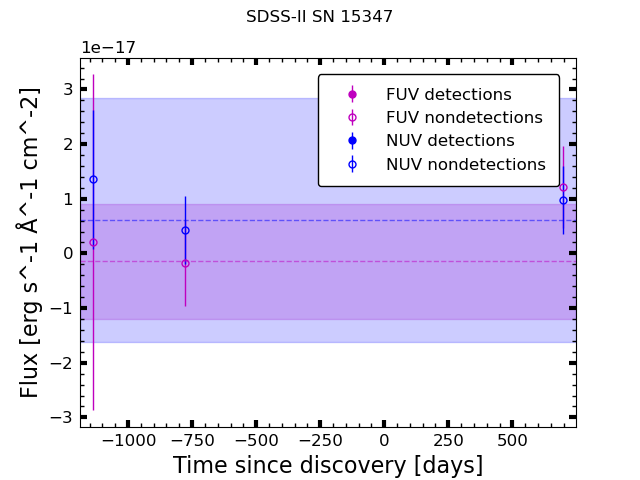 SDSS-II SN 15347
1e−17
FUV detections
FUV nondetections
NUV detections
NUV nondetections
3
2
1
0
−1
−2
−3
Flux [erg s^-1 Å^-1 cm^-2]
−1000 −750 −500 −250 0 250 500
Time since discovery [days]